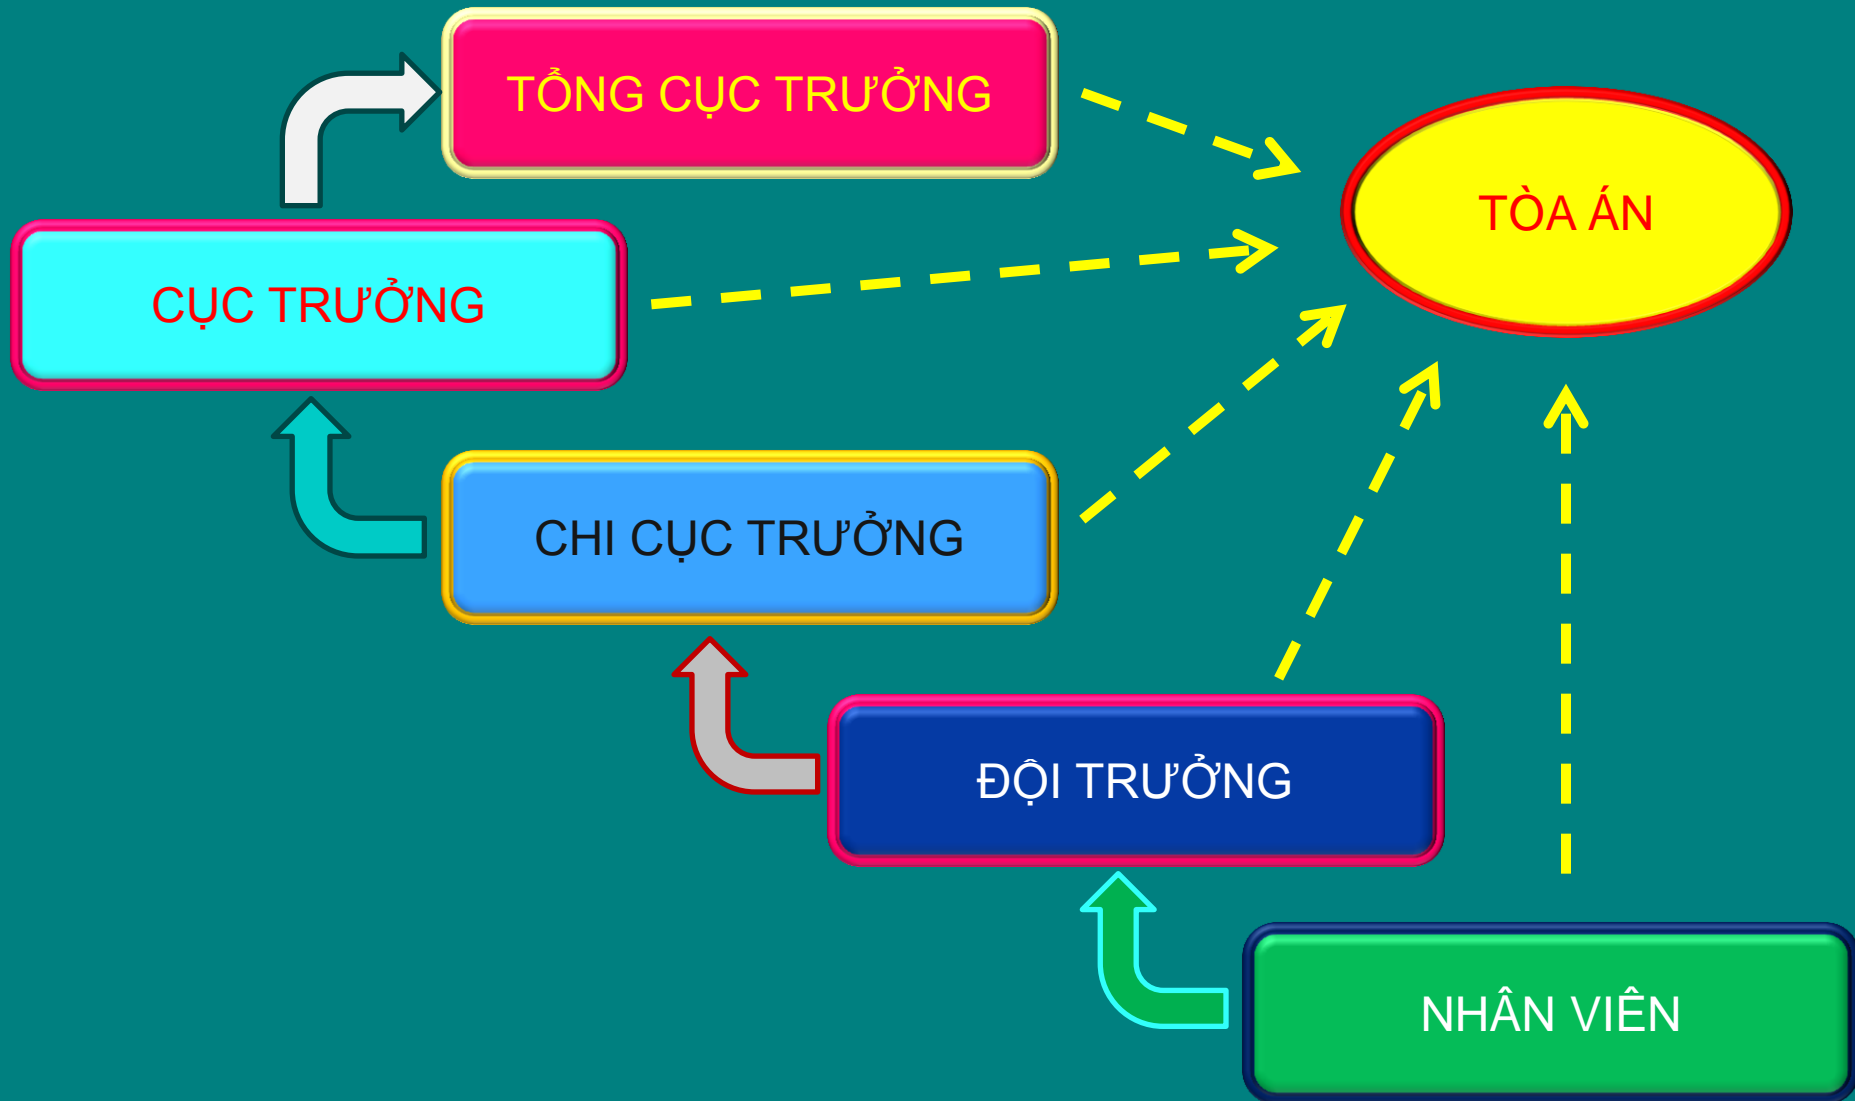 TỔNG CỤC TRƯỞNG
TÒA ÁN
CỤC TRƯỞNG
CHI CỤC TRƯỞNG
ĐỘI TRƯỞNG
NHÂN VIÊN